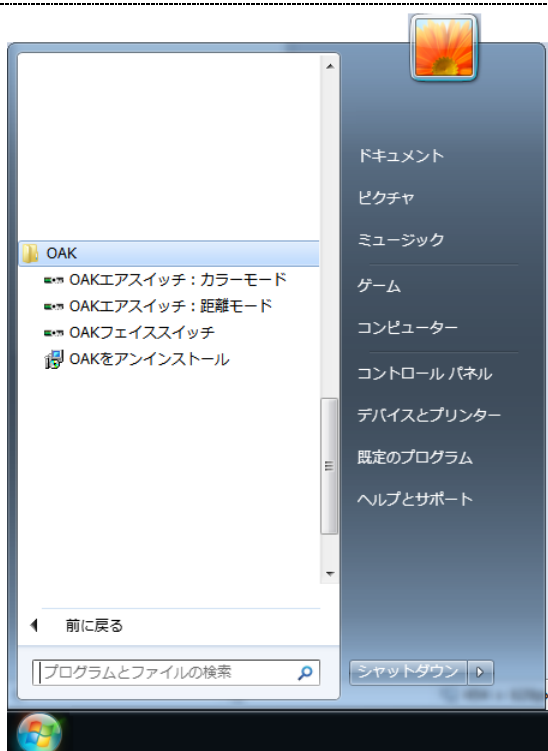 OAK
OAKエアスイッチ：カラーモード
OAKエアスイッチ：距離モード
OAKフェイススイッチ
OAKをアンインストール
前に戻る
プログラムとファイルの検索
ドキュメント
ピクチャ
ミュージック
ゲーム
コンピューター
コントロール パネル
デバイスとプリンター
既定のプログラム
ヘルプとサポート
シャットダウン